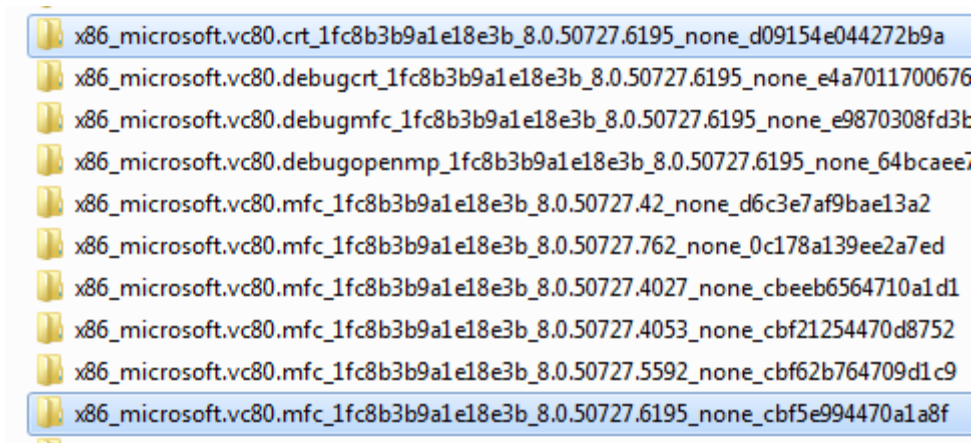 x86_microsoft.vc80.crt_1fc8b3b9a1e18e3b_8.0.50727.6195_none_d09154e044272b9a
x86_microsoft.vc80.debugcrt_1fc8b3b9a1e18e3b_8.0.50727.6195_none_e4a7011700676
x86_microsoft.vc80.debugmfc_1fc8b3b9a1e18e3b_8.0.50727.6195_none_e9870308fd3b
x86_microsoft.vc80.debugopenmp_1fc8b3b9a1e18e3b_8.0.50727.6195_none_64bcaee7
x86_microsoft.vc80.mfc_1fc8b3b9a1e18e3b_8.0.50727.42_none_d6c3e7af9bae13a2
x86_microsoft.vc80.mfc_1fc8b3b9a1e18e3b_8.0.50727.762_none_0c178a139ee2a7ed
x86_microsoft.vc80.mfc_1fc8b3b9a1e18e3b_8.0.50727.4027_none_cbeeb6564710a1d1
x86_microsoft.vc80.mfc_1fc8b3b9a1e18e3b_8.0.50727.4053_none_cbf21254470d8752
x86_microsoft.vc80.mfc_1fc8b3b9a1e18e3b_8.0.50727.5592_none_cbf62b764709d1c9
x86_microsoft.vc80.mfc_1fc8b3b9a1e18e3b_8.0.50727.6195_none_cbf5e994470a1a8f